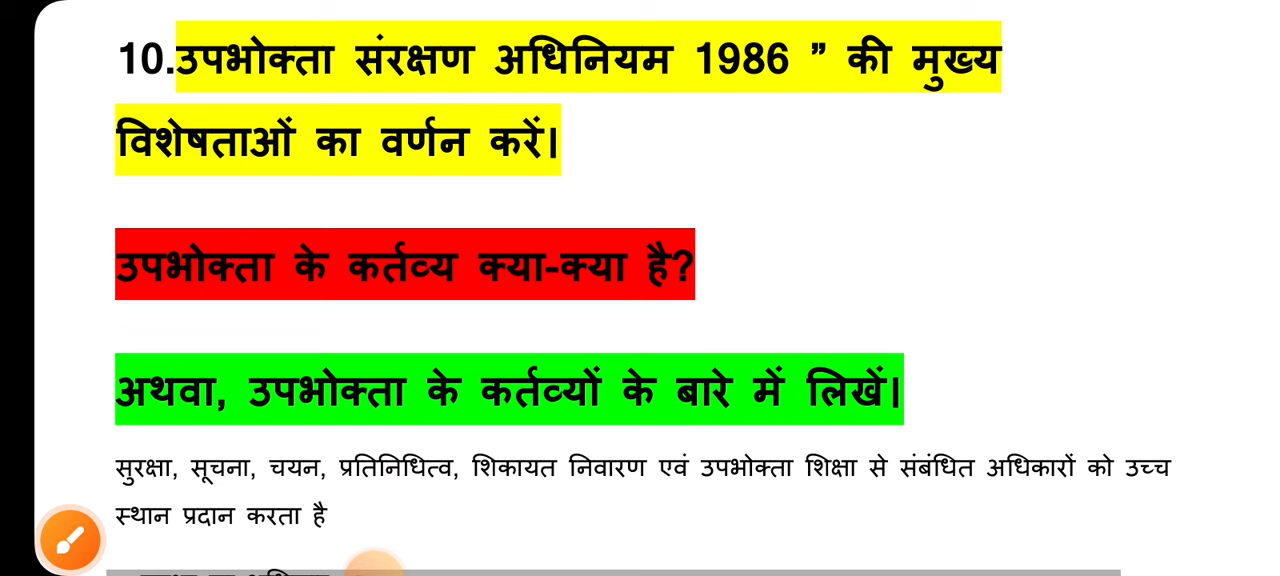 10.उपभोक्ता संरक्षण अधिनियम 1986 ” की मुख्य
विशेषताओं का वर्णन करें।
उपभोक्ता के कर्तव्य क्या-क्या है?
अथवा, उपभोक्ता के कर्तव्यों के बारे में लिखें।
सुरक्षा, सूचना, चयन, प्रतिनिधित्व, शिकायत निवारण एवं उपभोक्ता शिक्षा से संबंधित अधिकारों को उच्च
स्थान प्रदान करता है